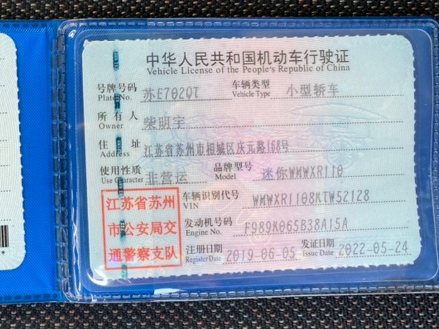 中华人民共和国机动车行驶证
Vehicle License of the People's Republic of China
号牌号码 苏E702QT 车辆类型 小型轿车
Plate No. Vehicle Type
所有人 柴明宇
Owner
住址 江苏省苏州市相城区庆元路168号
Address
使用性质 非营运 品牌型号 迷你WMWXR110
Use Character Model
江苏省苏州
市公安局交
通警察支队
车辆识别代号 WMWXR1108KTW52128
VIN
发动机号码 F989K065B38A15A
Engine No.
注册日期 2019-06-05 发证日期 2022-05-24
Register Date Issue Date